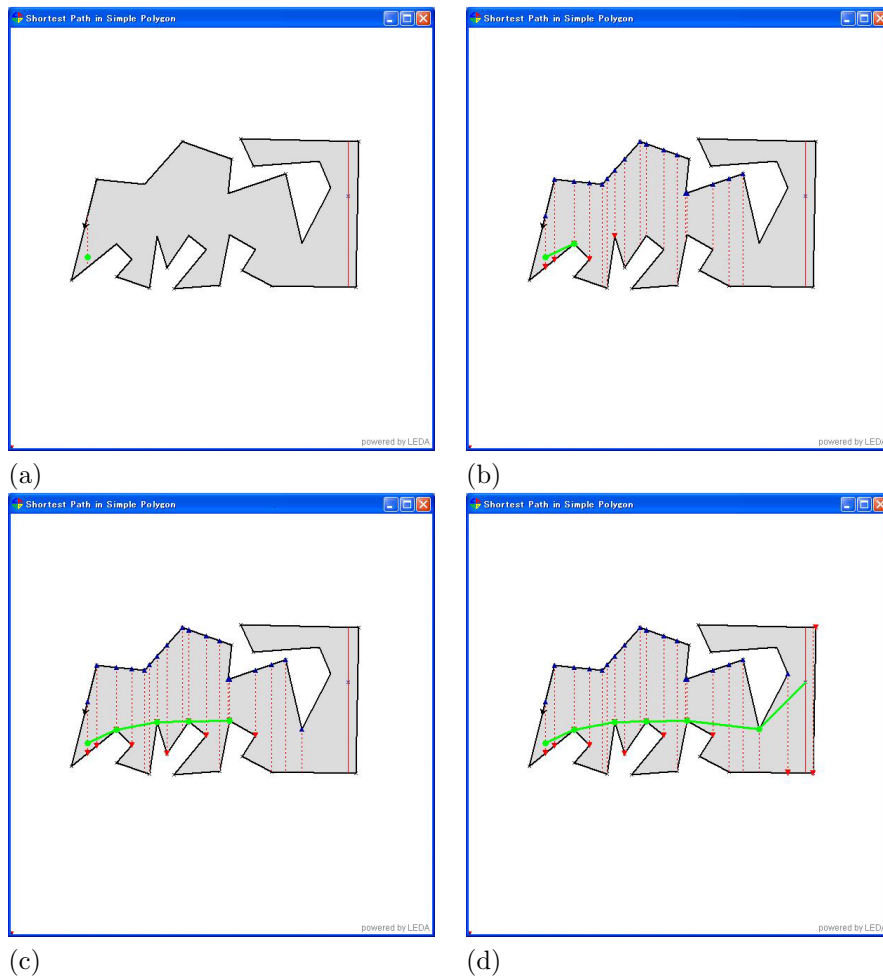 Shortest Path in Simple Polygon
Shortest Path in Simple Polygon
powered by LEDA
powered by LEDA
(a)
(b)
Shortest Path in Simple Polygon
Shortest Path in Simple Polygon
powered by LEDA
powered by LEDA
(c)
(d)